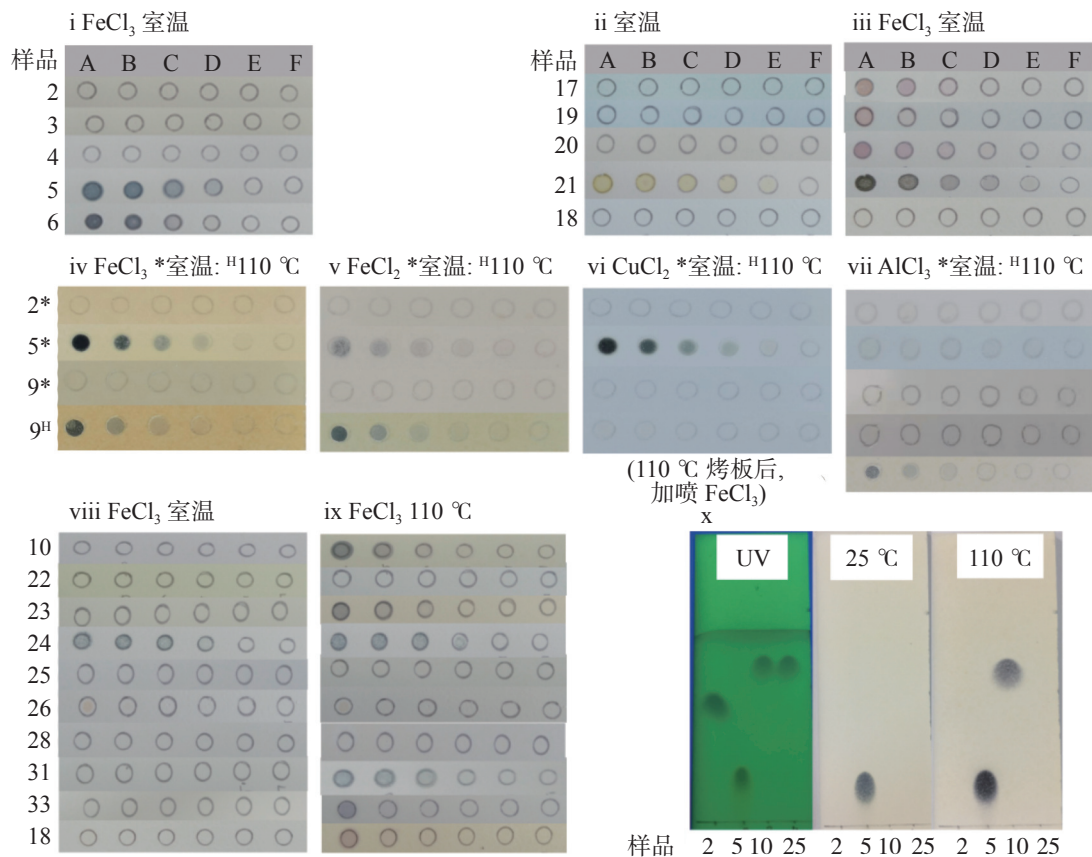 i FeCl₃ 室温
样品 A B C D E F
2
3
4
5
6
ii 室温
A B C D E F
17
19
20
21
18
iii FeCl₃ 室温
A B C D E F
iv FeCl₃ *室温: ᴴ110 ℃
2*
5*
9*
9ᴴ
v FeCl₂ *室温: ᴴ110 ℃
vi CuCl₂ *室温: ᴴ110 ℃
(110 ℃ 烤板后,
加喷 FeCl₃)
vii AlCl₃ *室温: ᴴ110 ℃
viii FeCl₃ 室温
10
22
23
24
25
26
28
31
33
18
ix FeCl₃ 110 ℃
x
UV 25 ℃ 110 ℃
样品 2 5 10 25 2 5 10 25 2 5 10 25